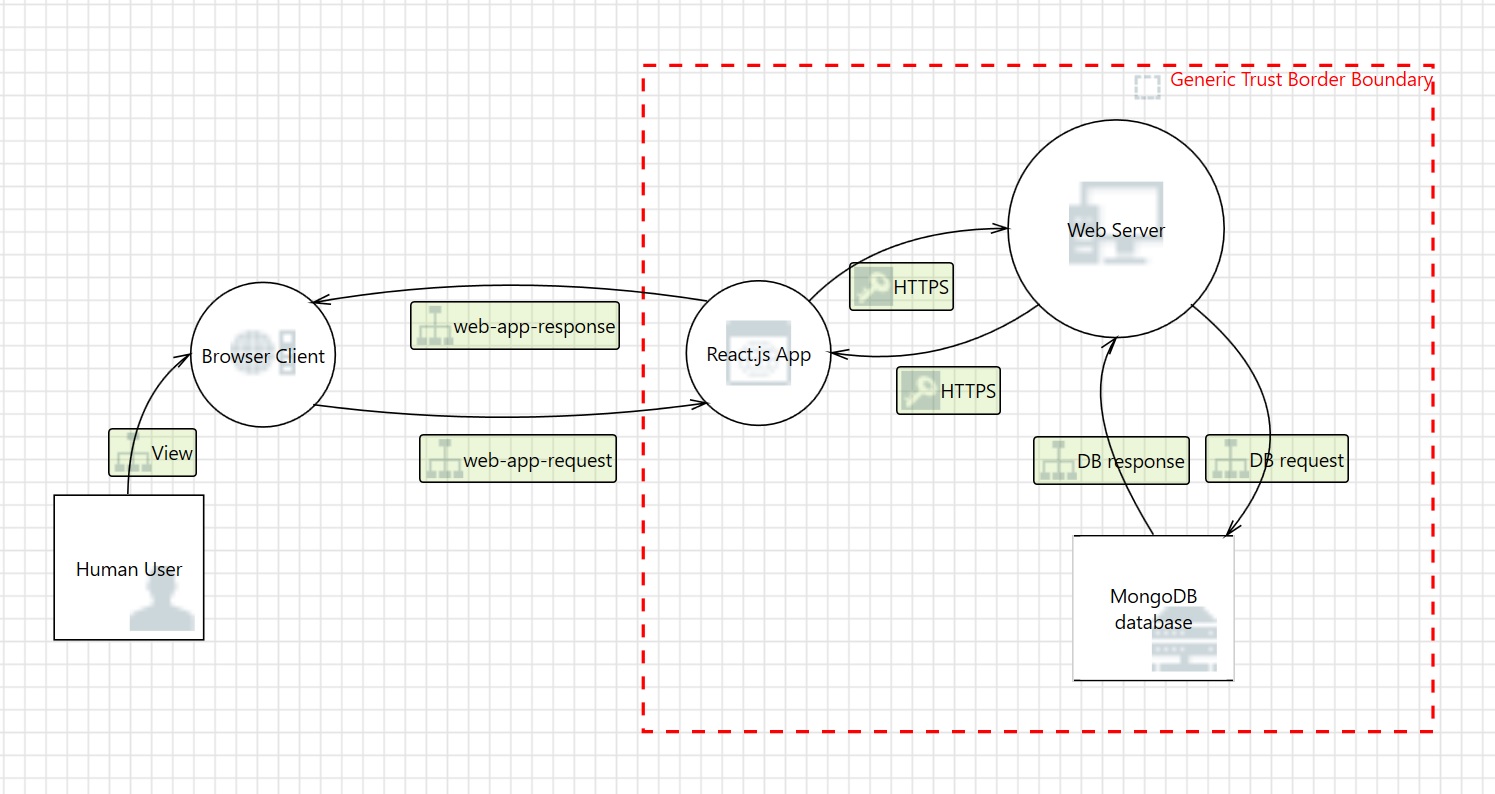 Generic Trust Border Boundary
Web Server
HTTPS
web-app-response
Browser Client
React.js App
HTTPS
View
web-app-request
DB response
DB request
Human User
MongoDB
database